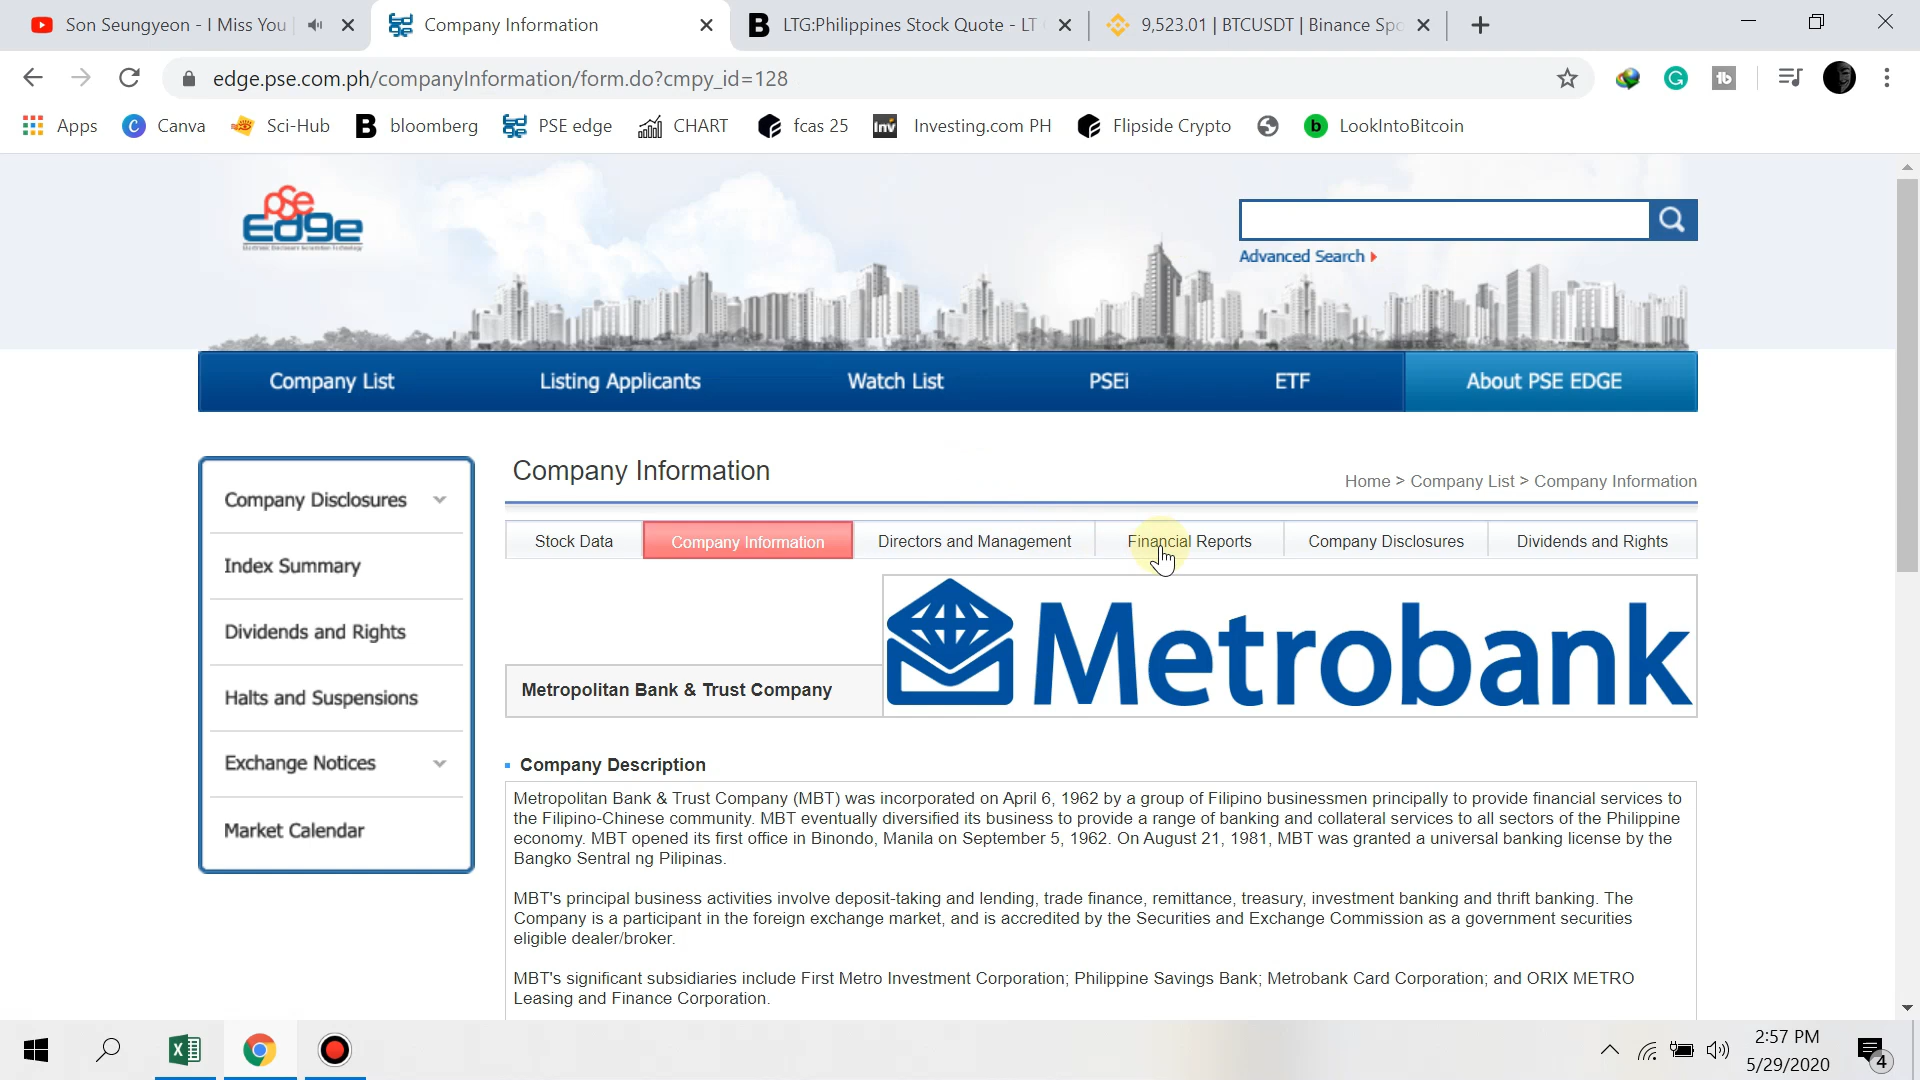 Son Seungyeon - I Miss You
Company Information
LTG:Philippines Stock Quote - LT
9,523.01 | BTCUSDT | Binance Spo
edge.pse.com.ph/companyInformation/form.do?cmpy_id=128
Apps
Canva
Sci-Hub
bloomberg
PSE edge
CHART
fcas 25
Investing.com PH
Flipside Crypto
LookIntoBitcoin
pse
Edge
Advanced Search
Company List
Listing Applicants
Watch List
PSEi
ETF
About PSE EDGE
Company Disclosures
Index Summary
Dividends and Rights
Halts and Suspensions
Exchange Notices
Market Calendar
Company Information
Home > Company List > Company Information
Stock Data
Company Information
Directors and Management
Financial Reports
Company Disclosures
Dividends and Rights
Metropolitan Bank & Trust Company
Metrobank
Company Description
Metropolitan Bank & Trust Company (MBT) was incorporated on April 6, 1962 by a group of Filipino businessmen principally to provide financial services to
the Filipino-Chinese community. MBT eventually diversified its business to provide a range of banking and collateral services to all sectors of the Philippine
economy. MBT opened its first office in Binondo, Manila on September 5, 1962. On August 21, 1981, MBT was granted a universal banking license by the
Bangko Sentral ng Pilipinas.
MBT's principal business activities involve deposit-taking and lending, trade finance, remittance, treasury, investment banking and thrift banking. The
Company is a participant in the foreign exchange market, and is accredited by the Securities and Exchange Commission as a government securities
eligible dealer/broker.
MBT's significant subsidiaries include First Metro Investment Corporation; Philippine Savings Bank; Metrobank Card Corporation; and ORIX METRO
Leasing and Finance Corporation.
2:57 PM
5/29/2020
4